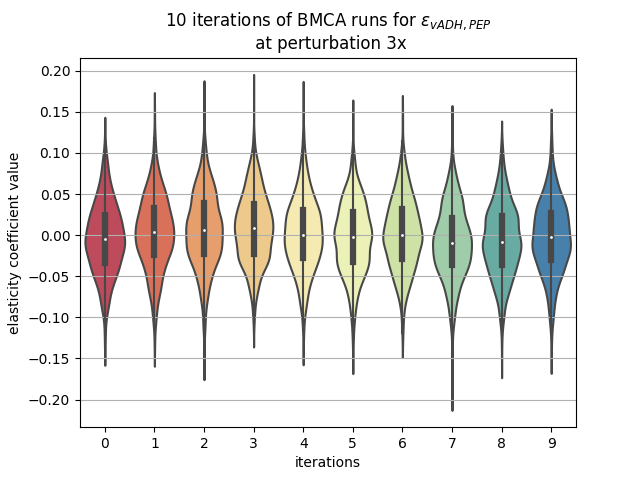 10 iterations of BMCA runs for ε_{vADH,PEP}
at perturbation 3x
elasticity coefficient value
0.20
0.15
0.10
0.05
0.00
−0.05
−0.10
−0.15
−0.20
0 1 2 3 4 5 6 7 8 9
iterations